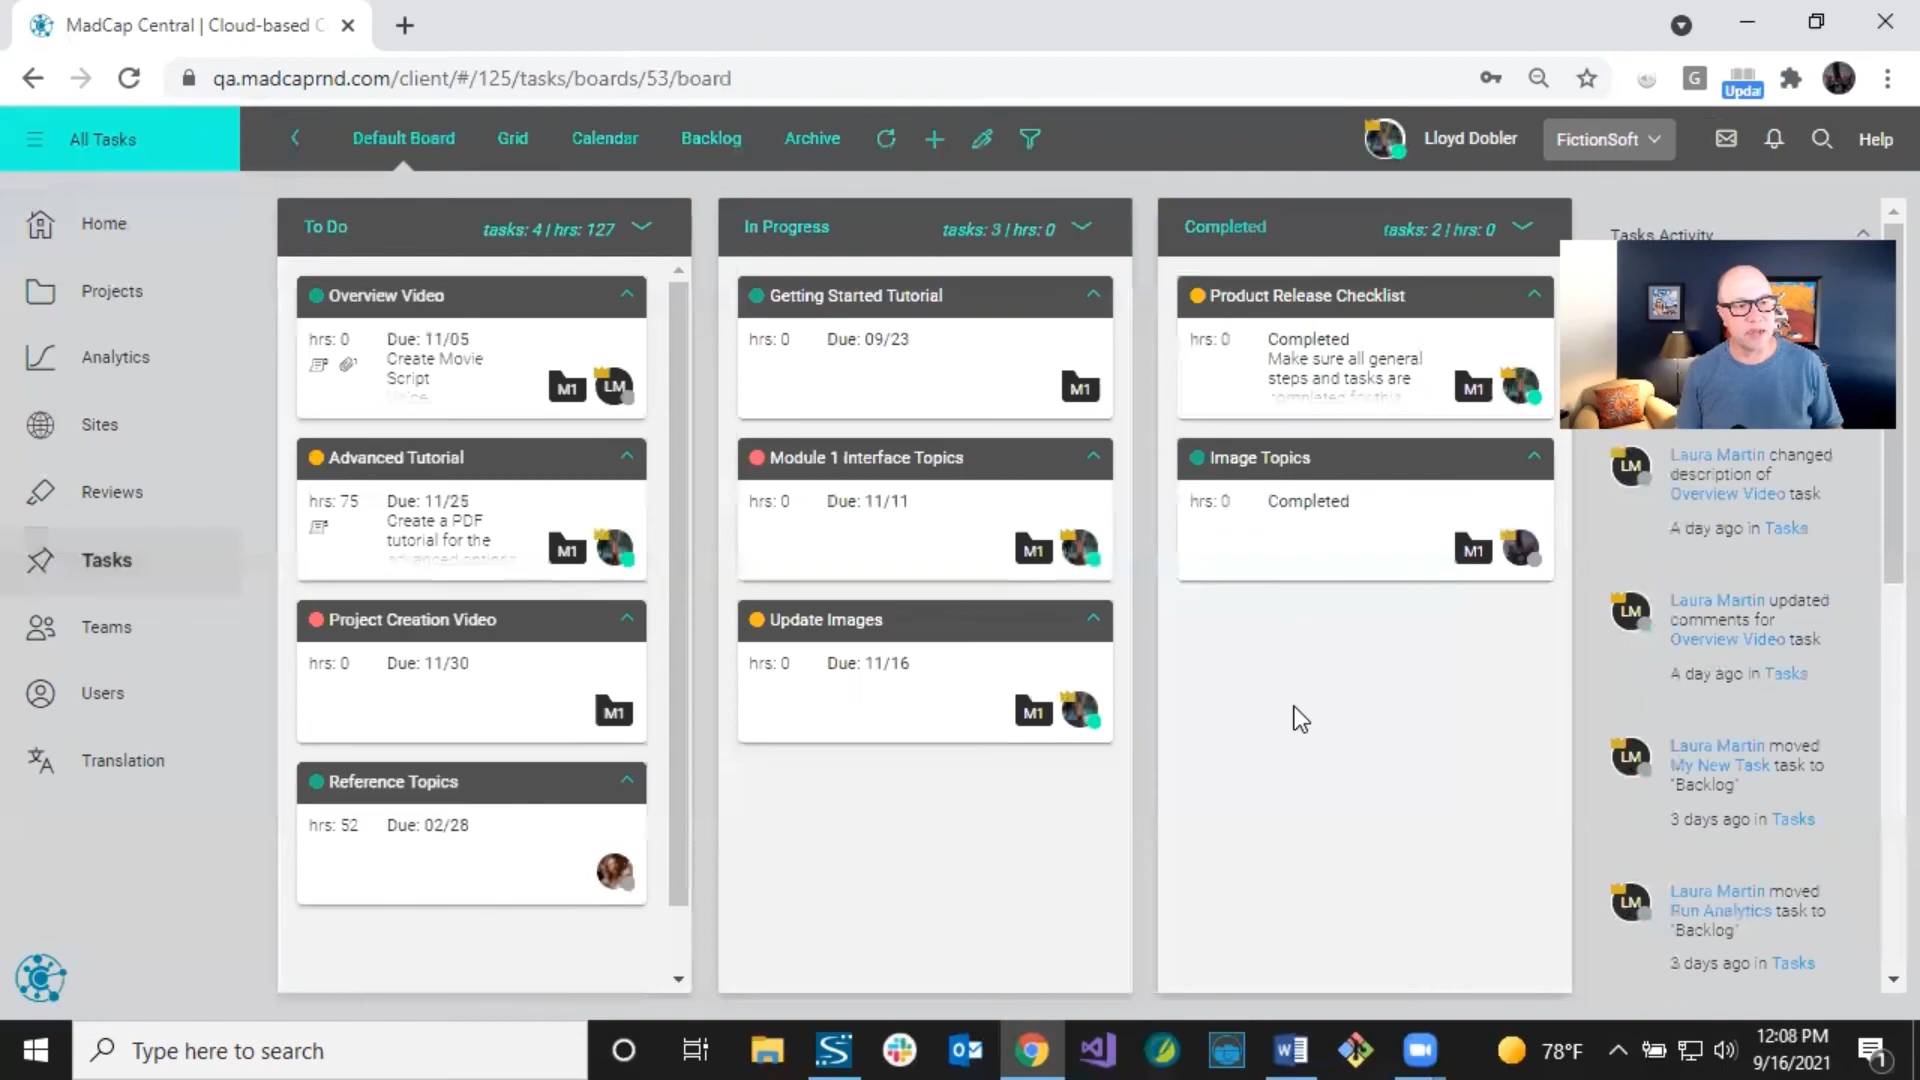 MadCap Central | Cloud-based C
qa.madcaprnd.com/client/#/125/tasks/boards/53/board
G
Updat
All Tasks
Default Board
Grid
Calendar
Backlog
Archive
Lloyd Dobler
FictionSoft
Help
Home
Projects
Analytics
Sites
Reviews
Tasks
Teams
Users
Translation
To Do
tasks: 4 | hrs: 127
Overview Video
hrs: 0
Due: 11/05
Create Movie
Script
M1
LM
Advanced Tutorial
hrs: 75
Due: 11/25
Create a PDF
tutorial for the
advanced options
M1
Project Creation Video
hrs: 0
Due: 11/30
M1
Reference Topics
hrs: 52
Due: 02/28
In Progress
tasks: 3 | hrs: 0
Getting Started Tutorial
hrs: 0
Due: 09/23
M1
Module 1 Interface Topics
hrs: 0
Due: 11/11
M1
Update Images
hrs: 0
Due: 11/16
M1
Completed
tasks: 2 | hrs: 0
Product Release Checklist
hrs: 0
Completed
Make sure all general
steps and tasks are
completed for this
M1
Image Topics
hrs: 0
Completed
M1
Tasks Activity
LM
Laura Martin changed
description of
Overview Video task
A day ago in Tasks
LM
Laura Martin updated
comments for
Overview Video task
A day ago in Tasks
LM
Laura Martin moved
My New Task task to
"Backlog"
3 days ago in Tasks
LM
Laura Martin moved
Run Analytics task to
"Backlog"
3 days ago in Tasks
Type here to search
78°F
12:08 PM
9/16/2021
1